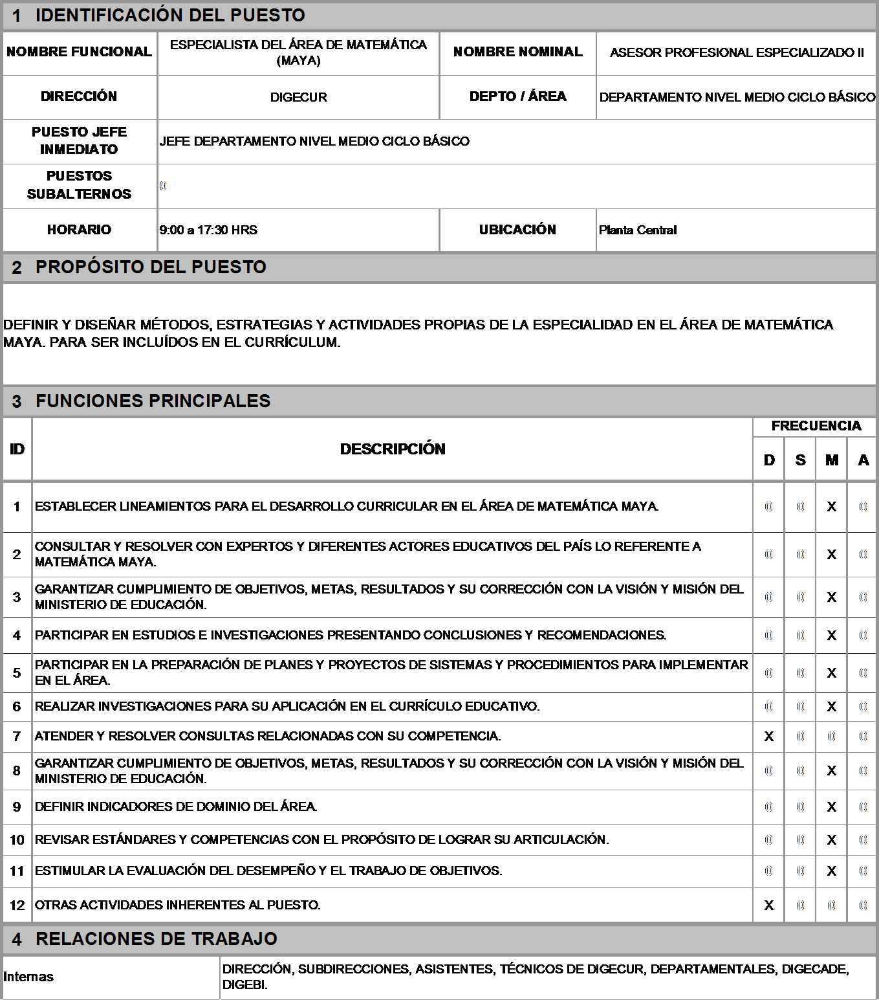 1 IDENTIFICACIÓN DEL PUESTO
NOMBRE FUNCIONAL
ESPECIALISTA DEL ÁREA DE MATEMÁTICA
(MAYA)
NOMBRE NOMINAL
ASESOR PROFESIONAL ESPECIALIZADO II
DIRECCIÓN
DIGECUR
DEPTO / ÁREA
DEPARTAMENTO NIVEL MEDIO CICLO BÁSICO
PUESTO JEFE
INMEDIATO
JEFE DEPARTAMENTO NIVEL MEDIO CICLO BÁSICO
PUESTOS
SUBALTERNOS
0
HORARIO
9:00 a 17:30 HRS
UBICACIÓN
Planta Central
2 PROPÓSITO DEL PUESTO
DEFINIR Y DISEÑAR MÉTODOS, ESTRATEGIAS Y ACTIVIDADES PROPIAS DE LA ESPECIALIDAD EN EL ÁREA DE MATEMÁTICA
MAYA. PARA SER INCLUÍDOS EN EL CURRÍCULUM.
3 FUNCIONES PRINCIPALES
ID
DESCRIPCIÓN
FRECUENCIA
D S M A
1 ESTABLECER LINEAMIENTOS PARA EL DESARROLLO CURRICULAR EN EL ÁREA DE MATEMÁTICA MAYA. 0 0 X 0
2 CONSULTAR Y RESOLVER CON EXPERTOS Y DIFERENTES ACTORES EDUCATIVOS DEL PAÍS LO REFERENTE A
MATEMÁTICA MAYA. 0 0 X 0
3 GARANTIZAR CUMPLIMIENTO DE OBJETIVOS, METAS, RESULTADOS Y SU CORRECCIÓN CON LA VISIÓN Y MISIÓN DEL
MINISTERIO DE EDUCACIÓN. 0 0 X 0
4 PARTICIPAR EN ESTUDIOS E INVESTIGACIONES PRESENTANDO CONCLUSIONES Y RECOMENDACIONES. 0 0 X 0
5 PARTICIPAR EN LA PREPARACIÓN DE PLANES Y PROYECTOS DE SISTEMAS Y PROCEDIMIENTOS PARA IMPLEMENTAR
EN EL ÁREA. 0 0 X 0
6 REALIZAR INVESTIGACIONES PARA SU APLICACIÓN EN EL CURRÍCULO EDUCATIVO. 0 0 X 0
7 ATENDER Y RESOLVER CONSULTAS RELACIONADAS CON SU COMPETENCIA. X 0 0 0
8 GARANTIZAR CUMPLIMIENTO DE OBJETIVOS, METAS, RESULTADOS Y SU CORRECCIÓN CON LA VISIÓN Y MISIÓN DEL
MINISTERIO DE EDUCACIÓN. 0 0 X 0
9 DEFINIR INDICADORES DE DOMINIO DEL ÁREA. 0 0 X 0
10 REVISAR ESTÁNDARES Y COMPETENCIAS CON EL PROPÓSITO DE LOGRAR SU ARTICULACIÓN. 0 0 X 0
11 ESTIMULAR LA EVALUACIÓN DEL DESEMPEÑO Y EL TRABAJO DE OBJETIVOS. 0 0 X 0
12 OTRAS ACTIVIDADES INHERENTES AL PUESTO. X 0 0 0
4 RELACIONES DE TRABAJO
Internas
DIRECCIÓN, SUBDIRECCIONES, ASISTENTES, TÉCNICOS DE DIGECUR, DEPARTAMENTALES, DIGECADE,
DIGEBI.